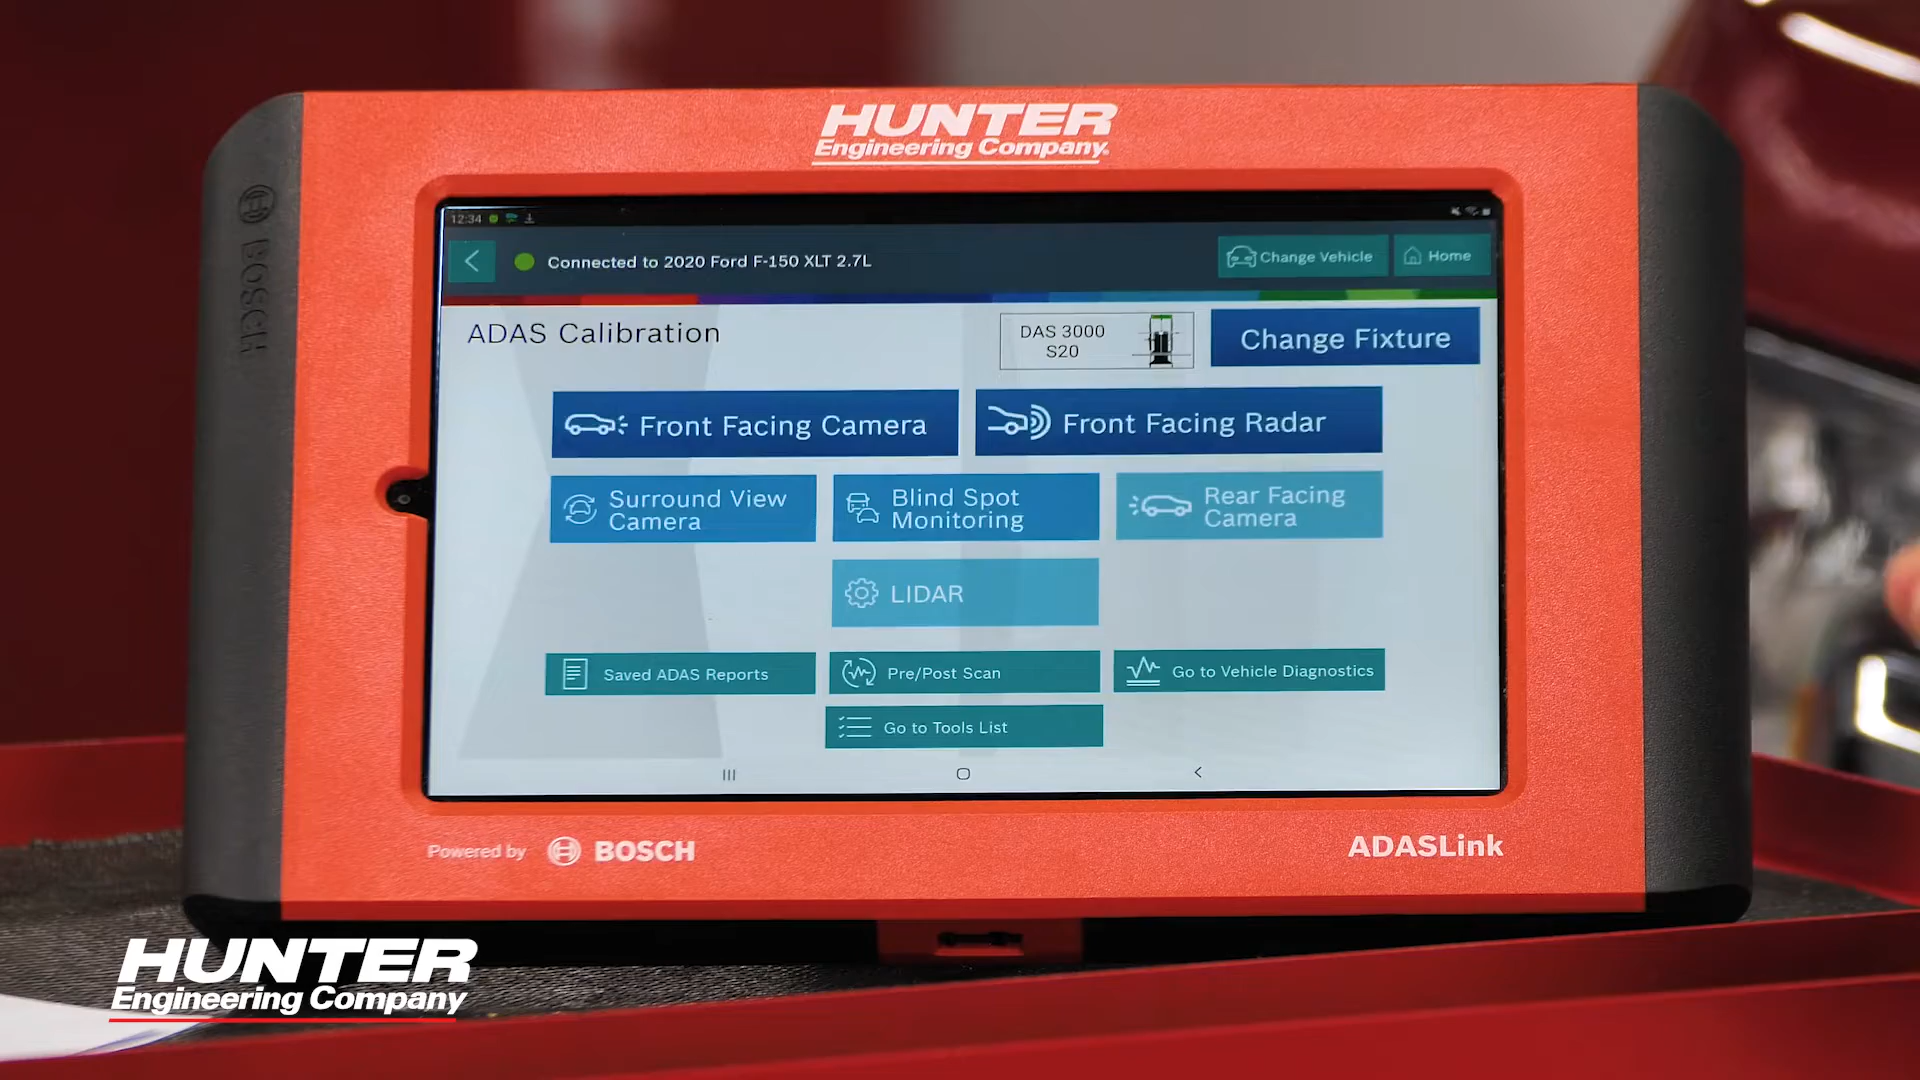 HUNTER
Engineering Company
BOSCH
12:34
Connected to 2020 Ford F-150 XLT 2.7L
Change Vehicle
Home
ADAS Calibration
DAS 3000
S20
Change Fixture
Front Facing Camera
Front Facing Radar
Surround View
Camera
Blind Spot
Monitoring
Rear Facing
Camera
LIDAR
Saved ADAS Reports
Pre/Post Scan
Go to Vehicle Diagnostics
Go to Tools List
Powered by BOSCH
ADASLink
HUNTER
Engineering Company